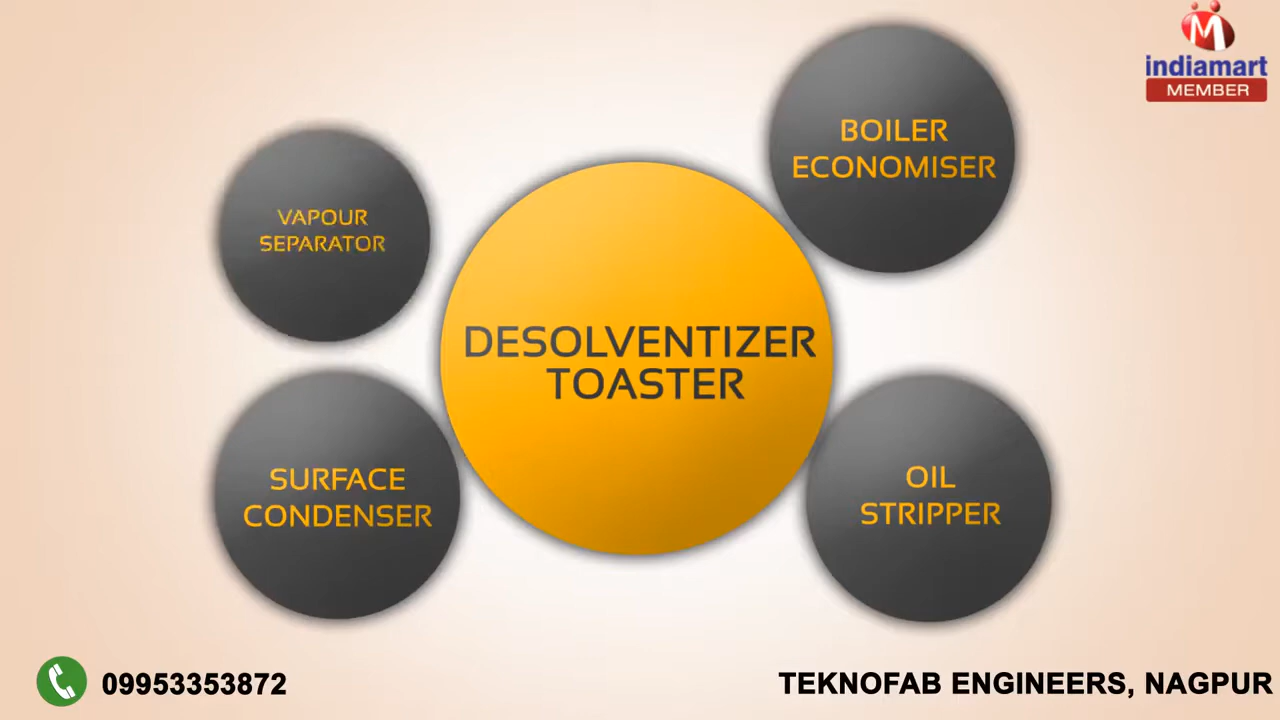 indiamart
MEMBER
BOILER
ECONOMISER
VAPOUR
SEPARATOR
DESOLVENTIZER
TOASTER
SURFACE
CONDENSER
OIL
STRIPPER
09953353872
TEKNOFAB ENGINEERS, NAGPUR